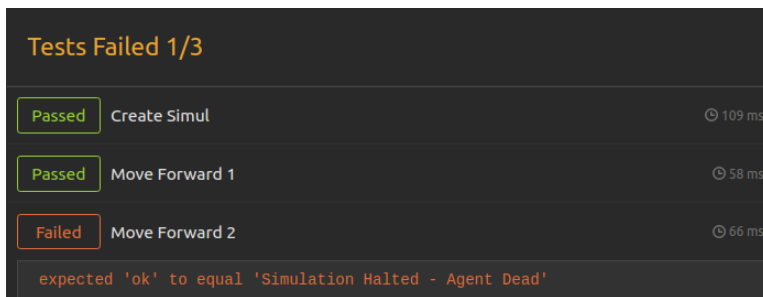 Tests Failed 1/3
Passed Create Simul 109 ms
Passed Move Forward 1 58 ms
Failed Move Forward 2 66 ms
expected 'ok' to equal 'Simulation Halted - Agent Dead'